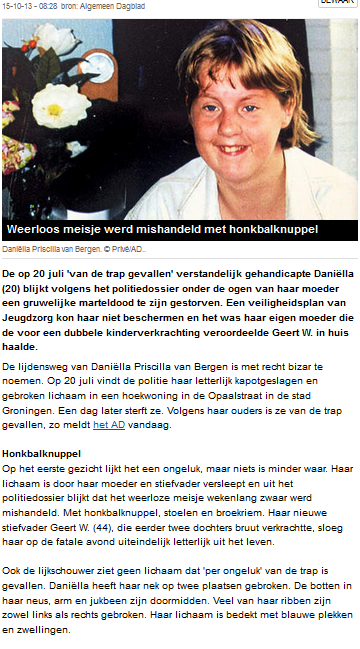 15-10-13 - 08:28 bron: Algemeen Dagblad
BEWAAR
Weerloos meisje werd mishandeld met honkbalknuppel
Daniëlla Priscilla van Bergen. © Privé/AD..
De op 20 juli 'van de trap gevallen' verstandelijk gehandicapte Daniëlla
(20) blijkt volgens het politiedossier onder de ogen van haar moeder
een gruwelijke marteldood te zijn gestorven. Een veiligheidsplan van
Jeugdzorg kon haar niet beschermen en het was haar eigen moeder die
de voor een dubbele kinderverkrachting veroordeelde Geert W. in huis
haalde.
De lijdensweg van Daniëlla Priscilla van Bergen is met recht bizar te
noemen. Op 20 juli vindt de politie haar letterlijk kapotgeslagen en
gebroken lichaam in een hoekwoning in de Opaalstraat in de stad
Groningen. Een dag later sterft ze. Volgens haar ouders is ze van de trap
gevallen, zo meldt het AD vandaag.
Honkbalknuppel
Op het eerste gezicht lijkt het een ongeluk, maar niets is minder waar. Haar
lichaam is door haar moeder en stiefvader versleept en uit het
politiedossier blijkt dat het weerloze meisje wekenlang zwaar werd
mishandeld. Met honkbalknuppel, stoelen en broekriem. Haar nieuwe
stiefvader Geert W. (44), die eerder twee dochters bruut verkrachtte, sloeg
haar op de fatale avond uiteindelijk letterlijk uit het leven.
Ook de lijkschouwer ziet geen lichaam dat 'per ongeluk' van de trap is
gevallen. Daniëlla heeft haar nek op twee plaatsen gebroken. De botten in
haar neus, arm en jukbeen zijn doormidden. Veel van haar ribben zijn
zowel links als rechts gebroken. Haar lichaam is bedekt met blauwe plekken
en zwellingen.